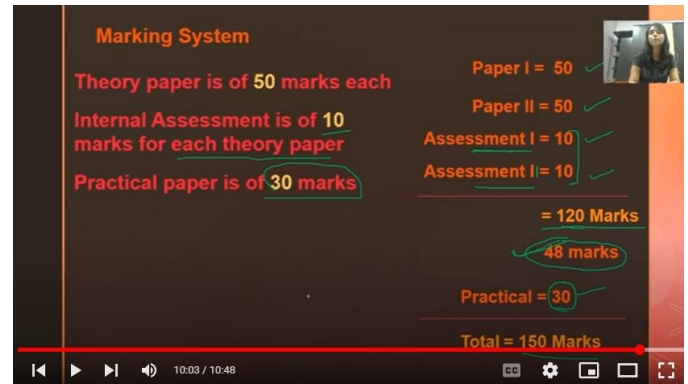 Marking System
Theory paper is of 50 marks each
Internal Assessment is of 10
marks for each theory paper
Practical paper is of 30 marks
Paper I = 50
Paper II = 50
Assessment I = 10
Assessment II = 10
= 120 Marks
48 marks
Practical = 30
Total = 150 Marks
10:03 / 10:48
CC